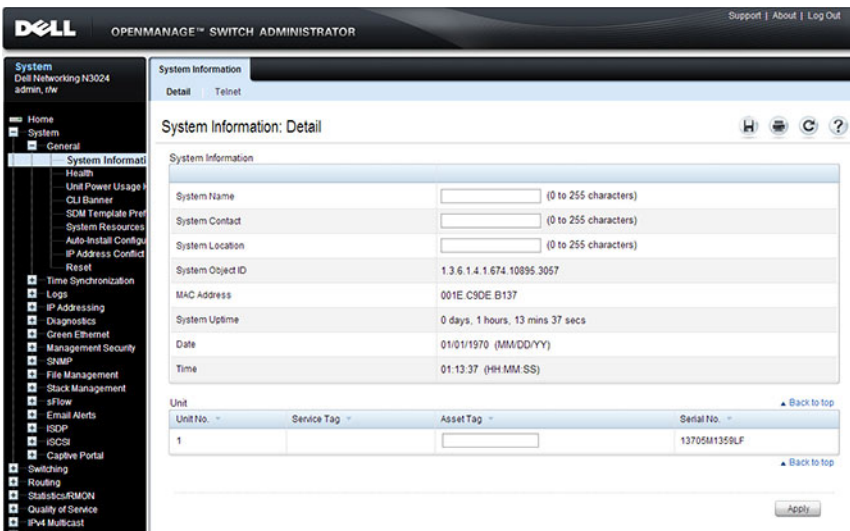 Support | About | Log Out
DELL OPENMANAGE™ SWITCH ADMINISTRATOR
System
Dell Networking N3024
admin, r/w
Home
System
General
System Informati
Health
Unit Power Usage H
CLI Banner
SDM Template Pref
System Resources
Auto-Install Configu
IP Address Conflict
Reset
Time Synchronization
Logs
IP Addressing
Diagnostics
Green Ethernet
Management Security
SNMP
File Management
Stack Management
sFlow
Email Alerts
ISDP
iSCSI
Captive Portal
Switching
Routing
Statistics/RMON
Quality of Service
IPv4 Multicast
System Information
Detail Telnet
System Information: Detail
System Information
System Name (0 to 255 characters)
System Contact (0 to 255 characters)
System Location (0 to 255 characters)
System Object ID 1.3.6.1.4.1.674.10895.3057
MAC Address 001E.C9DE.B137
System Uptime 0 days, 1 hours, 13 mins 37 secs
Date 01/01/1970 (MM/DD/YY)
Time 01:13:37 (HH:MM:SS)
Unit Back to top
Unit No. Service Tag Asset Tag Serial No.
1 13705M1359LF
Back to top
Apply